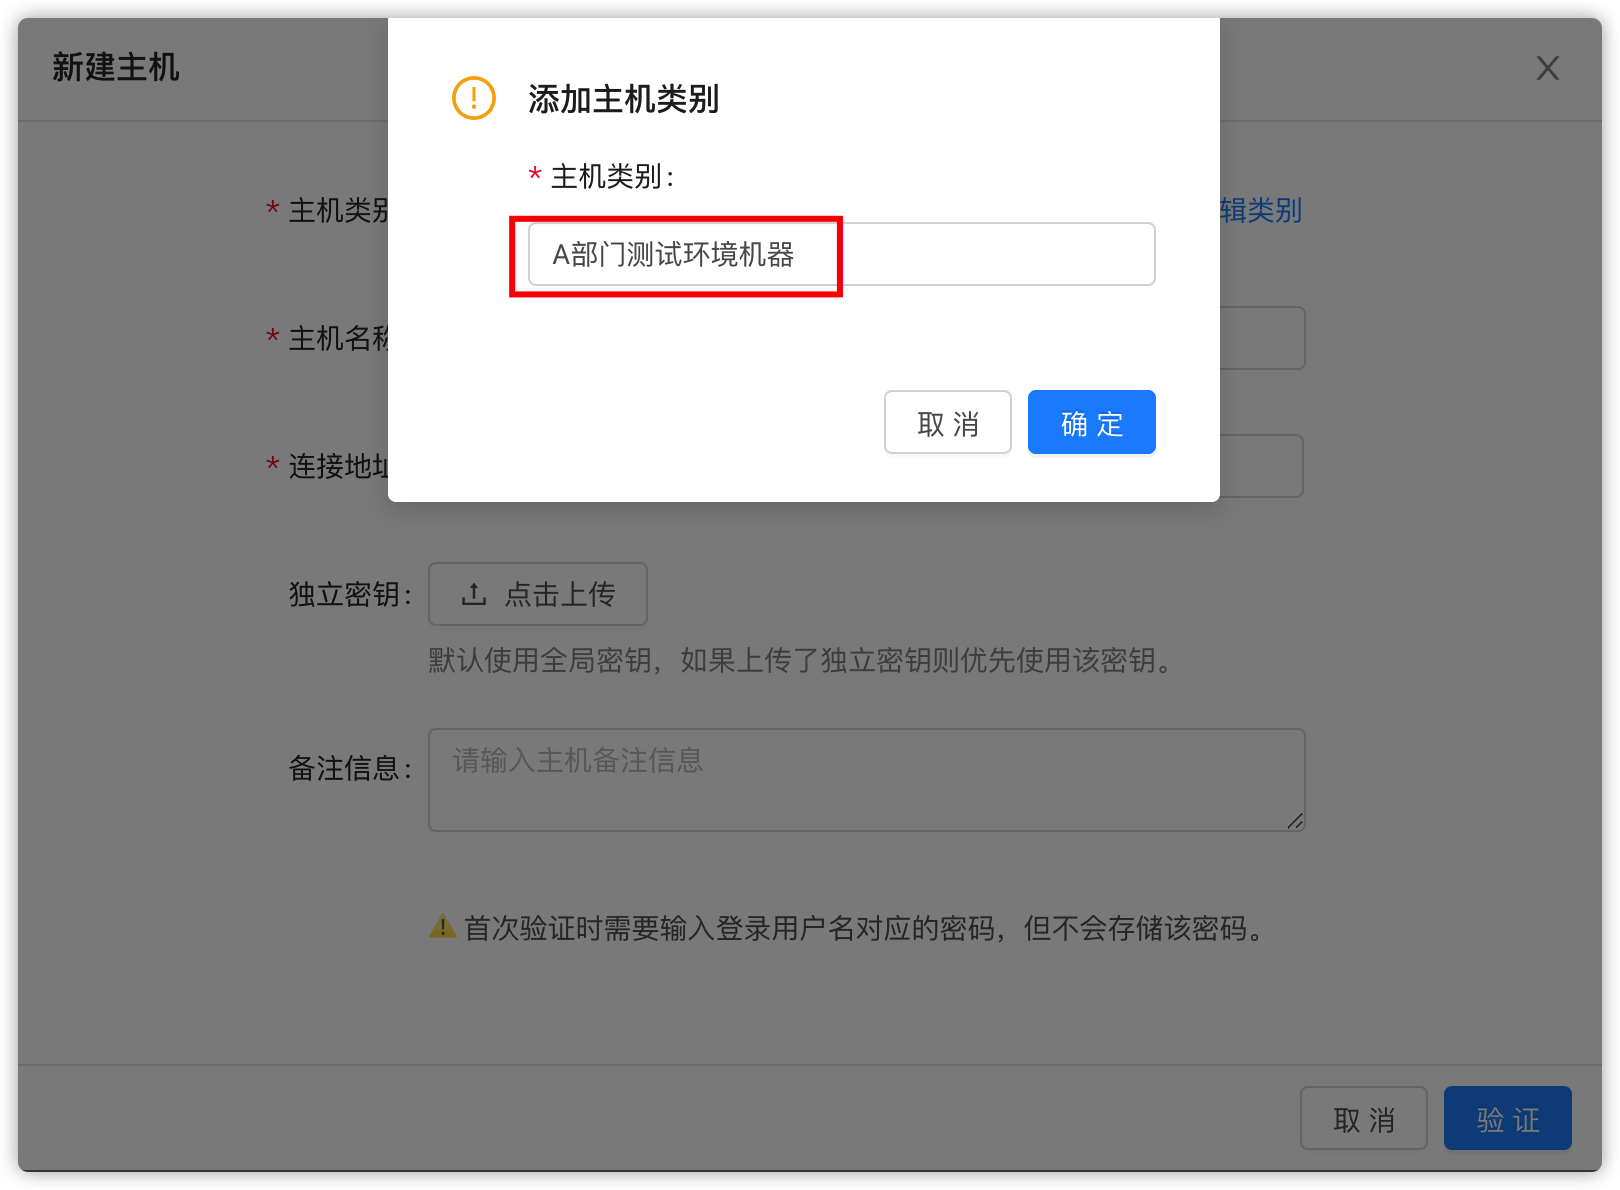 新建主机
X
添加主机类别
* 主机类别:
A部门测试环境机器
取 消
确 定
* 主机类别
辑类别
* 主机名称
* 连接地址
独立密钥:
点击上传
默认使用全局密钥，如果上传了独立密钥则优先使用该密钥。
备注信息:
请输入主机备注信息
首次验证时需要输入登录用户名对应的密码，但不会存储该密码。
取 消
验 证